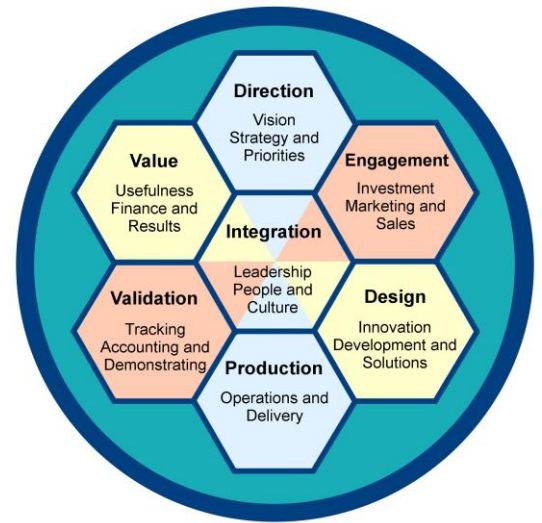 Direction
Vision
Strategy and
Priorities
Value
Usefulness
Finance and
Results
Engagement
Investment
Marketing and
Sales
Integration
Leadership
People and
Culture
Validation
Tracking
Accounting and
Demonstrating
Design
Innovation
Development and
Solutions
Production
Operations and
Delivery